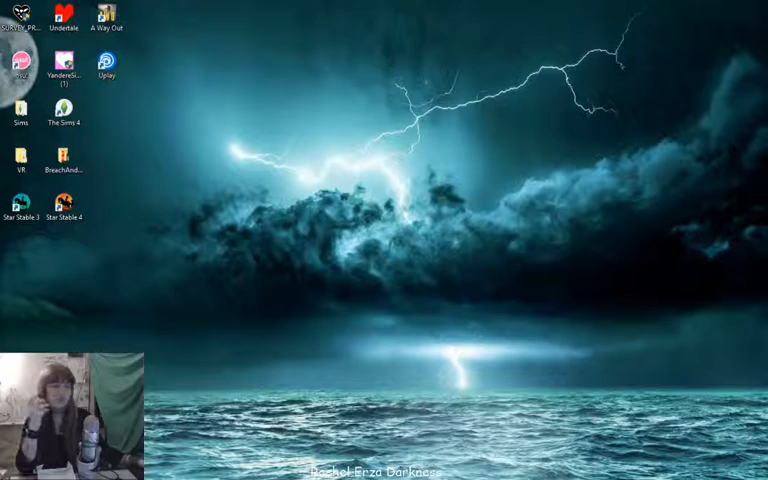 SURVEY_PR...
Undertale
A Way Out
osu!
YandereSi...
(1)
Uplay
Sims
The Sims 4
VR
BreachAnd...
Star Stable 3
Star Stable 4
Rachel Erza Darkness